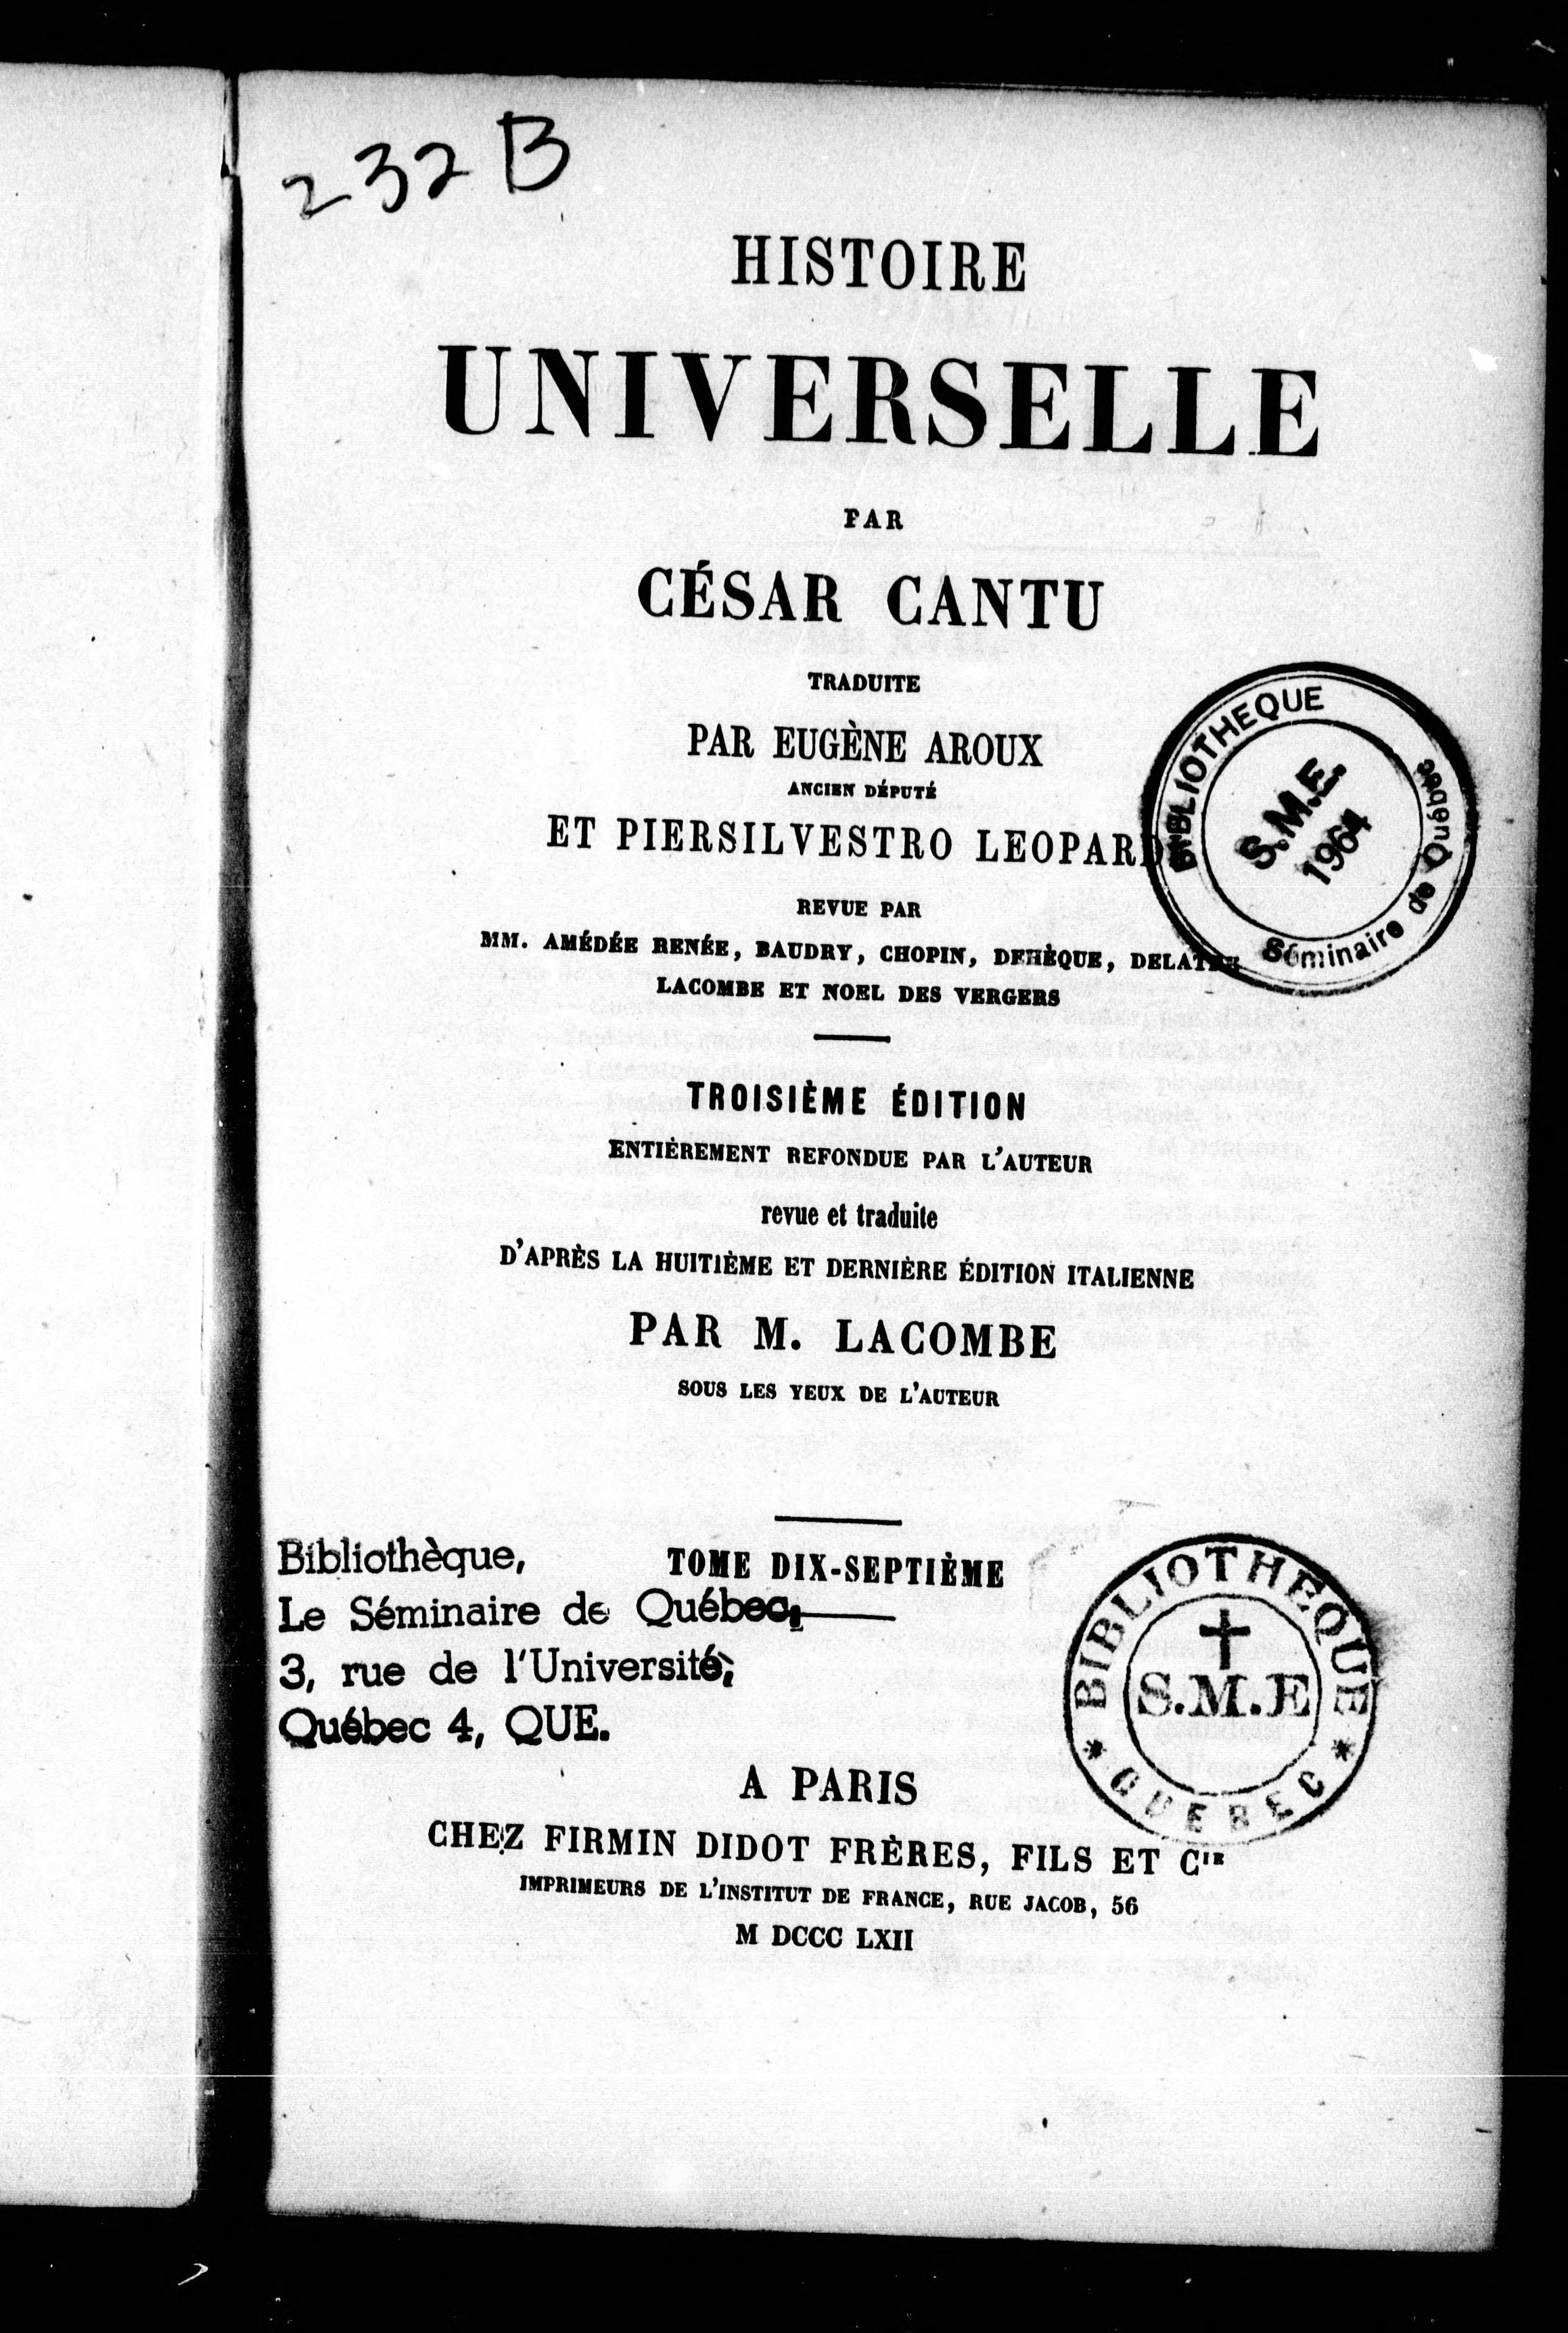 232 B
HISTOIRE
UNIVERSELLE
PAR
CÉSAR CANTU
TRADUITE
PAR EUGÈNE AROUX
ANCIEN DÉPUTÉ
ET PIERSILVESTRO LEOPARD
BIBLIOTHEQUE
S.M.E.
1964
Séminaire de Québec
REVUE PAR
MM. AMÉDÉE RENÉE, BAUDRY, CHOPIN, DEHÈQUE, DELATRE
LACOMBE ET NOEL DES VERGERS
TROISIÈME ÉDITION
ENTIÈREMENT REFONDUE PAR L'AUTEUR
revue et traduite
D'APRÈS LA HUITIÈME ET DERNIÈRE ÉDITION ITALIENNE
PAR M. LACOMBE
SOUS LES YEUX DE L'AUTEUR
TOME DIX-SEPTIÈME
Bibliothèque,
Le Séminaire de Québec,
3, rue de l'Université,
Québec 4, QUE.
BIBLIOTHEQUE
S.M.E
* QUEBEC *
A PARIS
CHEZ FIRMIN DIDOT FRÈRES, FILS ET CIE
IMPRIMEURS DE L'INSTITUT DE FRANCE, RUE JACOB, 56
M DCCC LXII